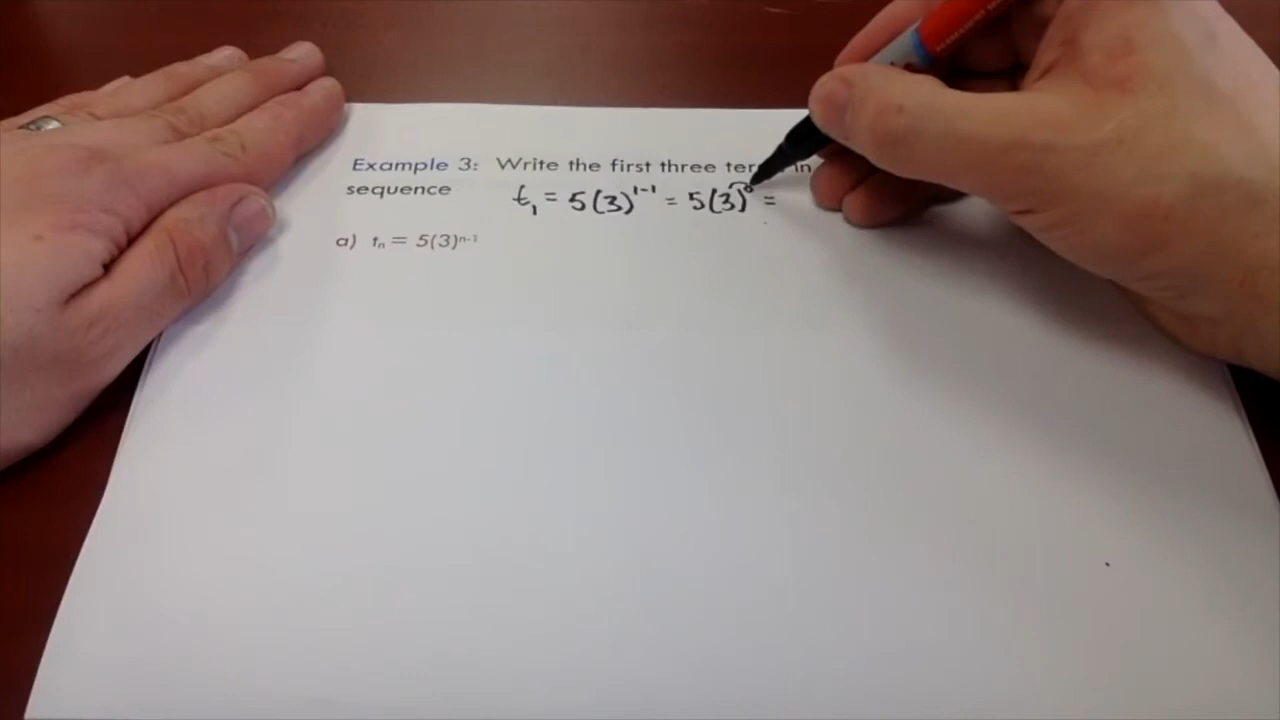 Example 3: Write the first three in
sequence t₁ = 5(3)¹⁻¹ = 5(3)⁰ =
a) tₙ = 5(3)ⁿ⁻¹